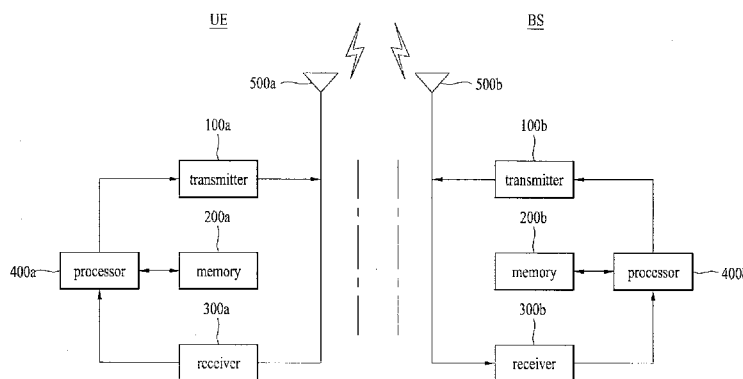 UE
BS
500a
500b
100a
100b
transmitter
transmitter
200a
200b
400a
processor
memory
memory
processor
300a
300b
receiver
receiver